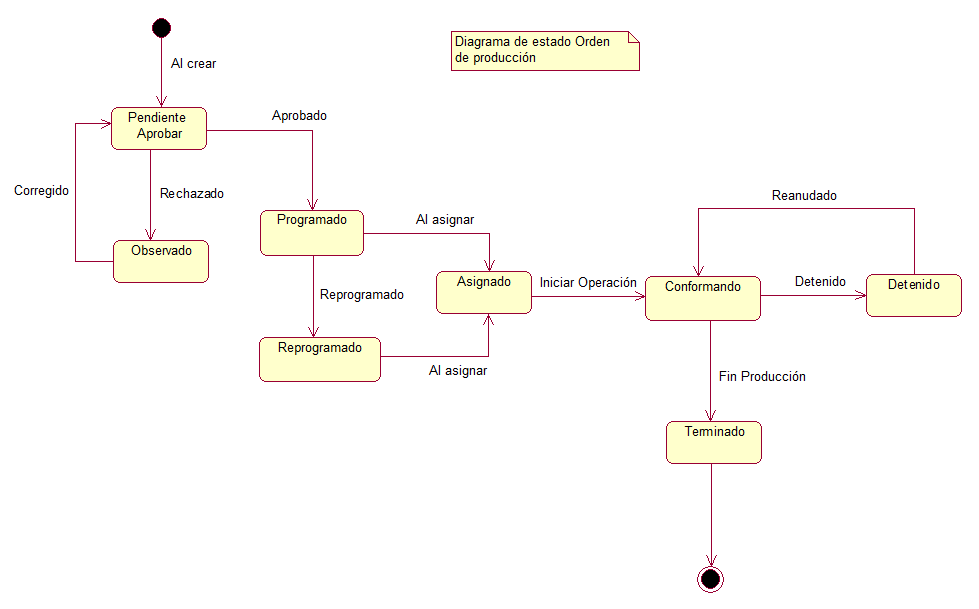 Diagrama de estado Orden
de producción
Al crear
Pendiente
Aprobar
Aprobado
Corregido
Rechazado
Observado
Programado
Al asignar
Reprogramado
Reprogramado
Al asignar
Asignado
Iniciar Operación
Conformando
Reanudado
Detenido
Detenido
Fin Producción
Terminado